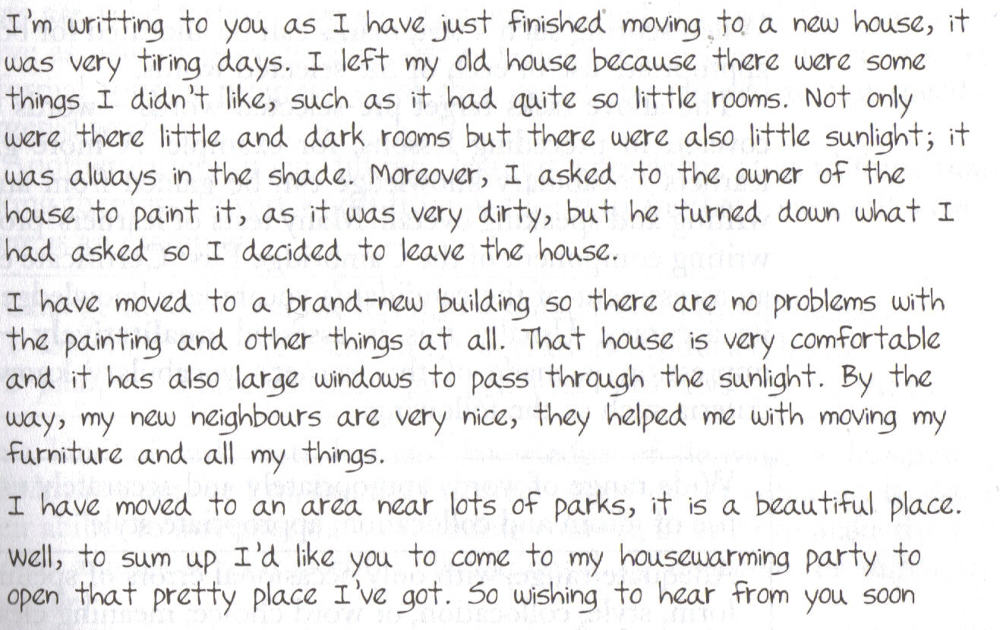 I'm writting to you as I have just finished moving to a new house, it
was very tiring days. I left my old house because there were some
things I didn't like, such as it had quite so little rooms. Not only
were there little and dark rooms but there were also little sunlight; it
was always in the shade. Moreover, I asked to the owner of the
house to paint it, as it was very dirty, but he turned down what I
had asked so I decided to leave the house.
I have moved to a brand-new building so there are no problems with
the painting and other things at all. That house is very comfortable
and it has also large windows to pass through the sunlight. By the
way, my new neighbours are very nice, they helped me with moving my
furniture and all my things.
I have moved to an area near lots of parks, it is a beautiful place.
Well, to sum up I'd like you to come to my housewarming party to
open that pretty place I've got. So wishing to hear from you soon